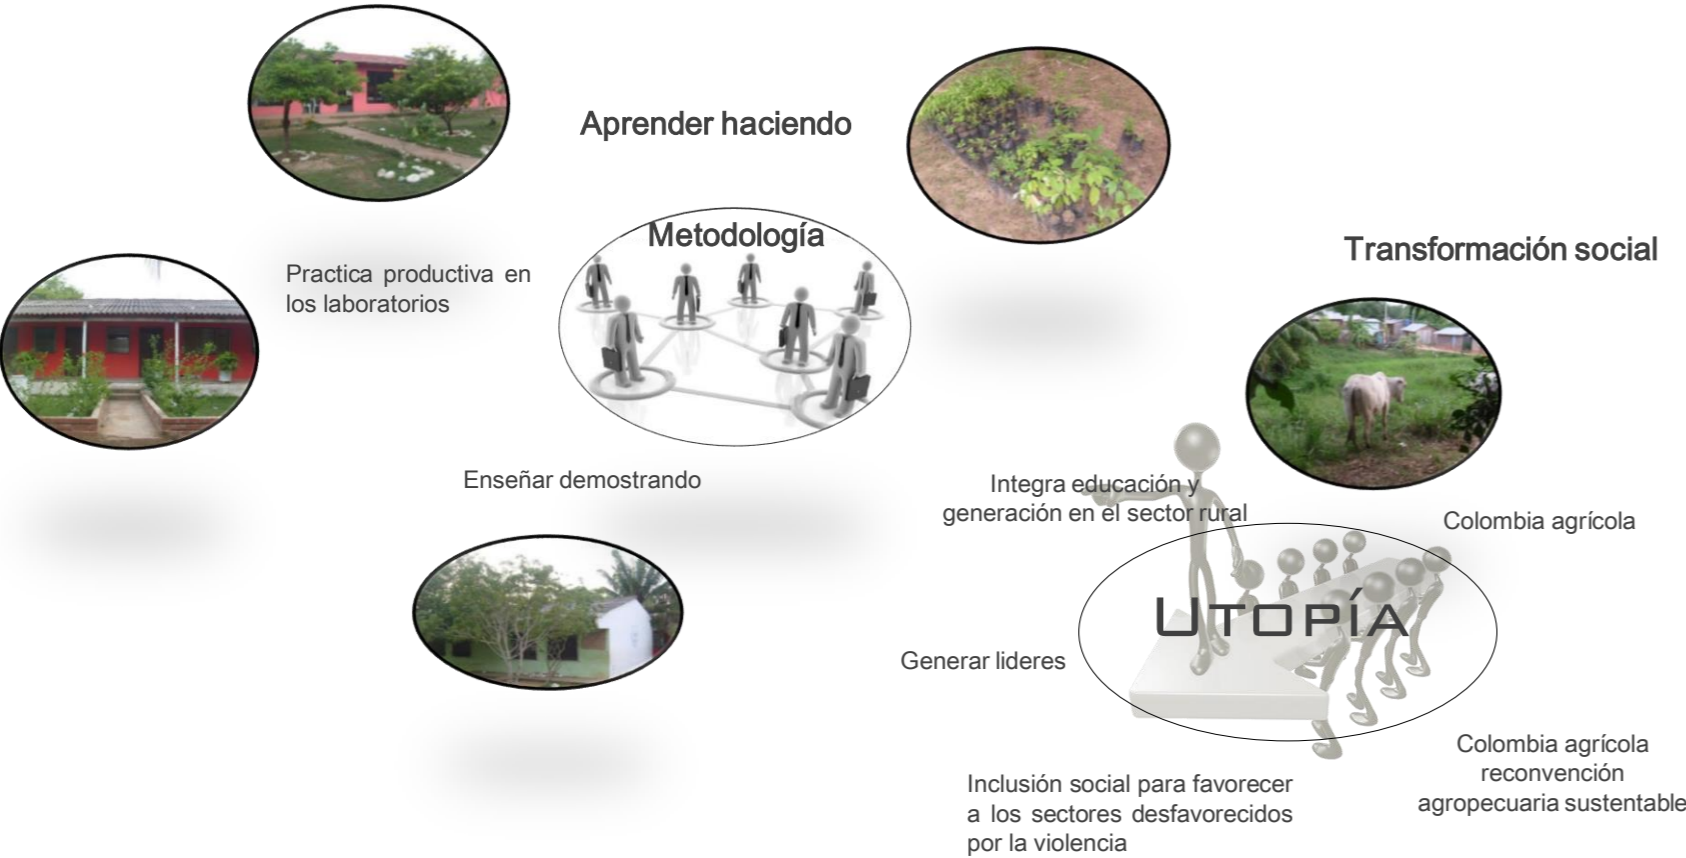 Aprender haciendo
Metodología
Practica productiva en
los laboratorios
Enseñar demostrando
Transformación social
Integra educación y
generación en el sector rural
Colombia agrícola
UTOPÍA
Generar lideres
Colombia agrícola
reconvención
agropecuaria sustentable
Inclusión social para favorecer
a los sectores desfavorecidos
por la violencia